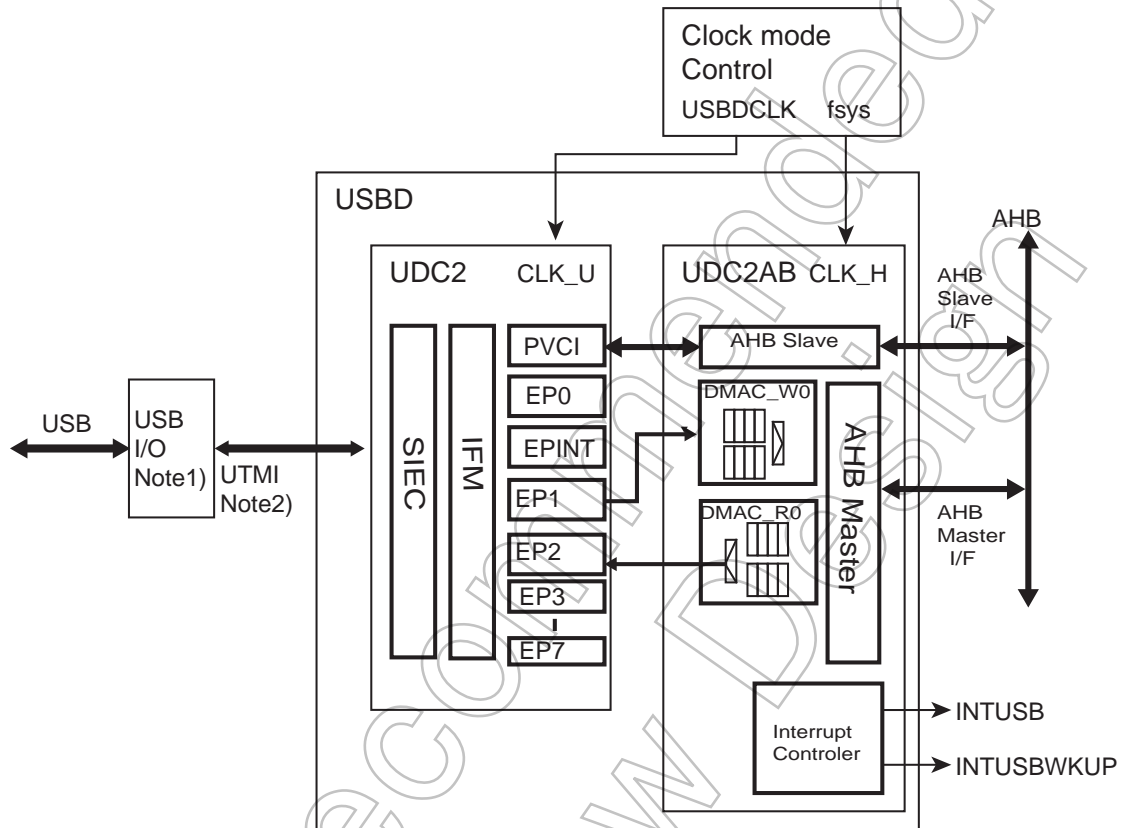 Clock mode
Control
USBDCLK fsys
USBD
AHB
UDC2 CLK_U
UDC2AB CLK_H
AHB
Slave
I/F
PVCI
AHB Slave
EP0
DMAC_W0
USB
USB
I/O
Note1)
UTMI
Note2)
SIEC
IFM
EPINT
EP1
AHB Master
DMAC_R0
AHB
Master
I/F
EP2
EP3
EP7
Interrupt
Controler
INTUSB
INTUSBWKUP
ecommended
w Design